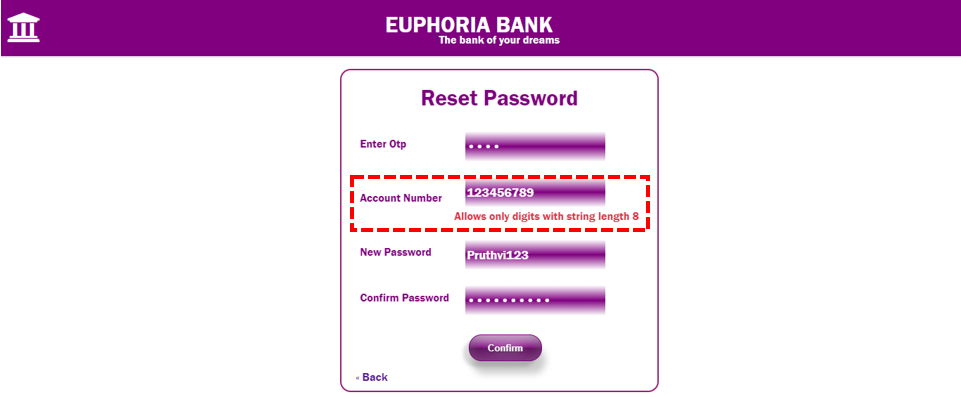 EUPHORIA BANK
The bank of your dreams
Reset Password
Enter Otp
••••
Account Number
123456789
Allows only digits with string length 8
New Password
Pruthvi123
Confirm Password
••••••••••
Confirm
« Back